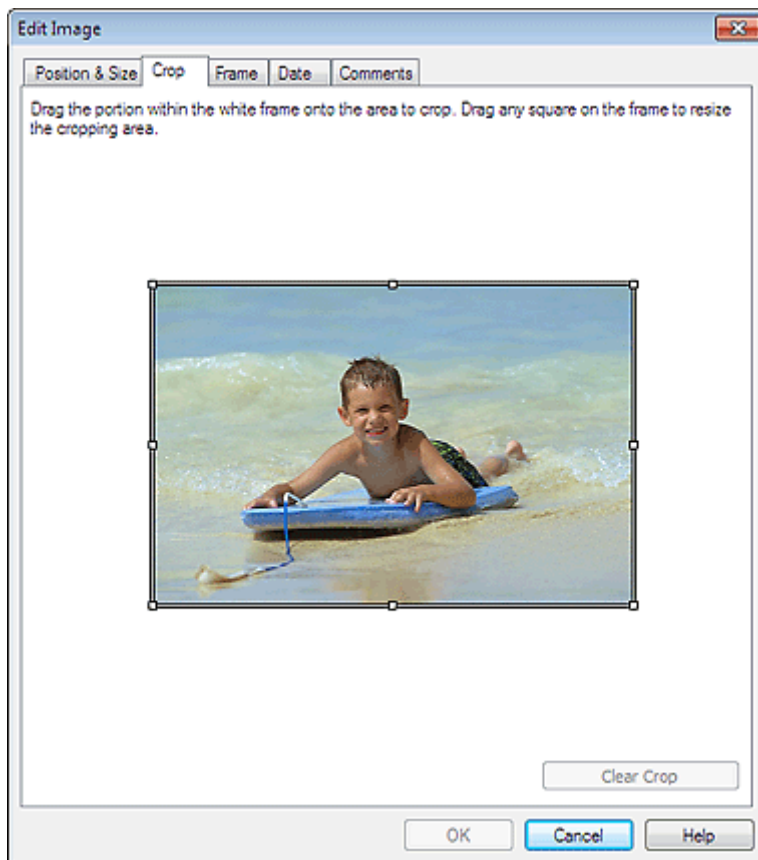 Edit Image
Position & Size Crop Frame Date Comments
Drag the portion within the white frame onto the area to crop. Drag any square on the frame to resize
the cropping area.
Clear Crop
OK Cancel Help